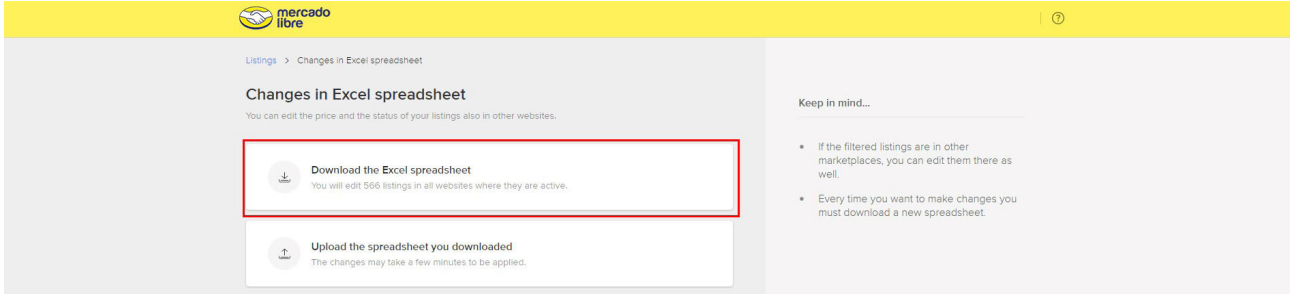 mercado
libre
Listings > Changes in Excel spreadsheet
Changes in Excel spreadsheet
You can edit the price and the status of your listings also in other websites.
Download the Excel spreadsheet
You will edit 566 listings in all websites where they are active.
Upload the spreadsheet you downloaded
The changes may take a few minutes to be applied.
Keep in mind...
If the filtered listings are in other
marketplaces, you can edit them there as
well.
Every time you want to make changes you
must download a new spreadsheet.